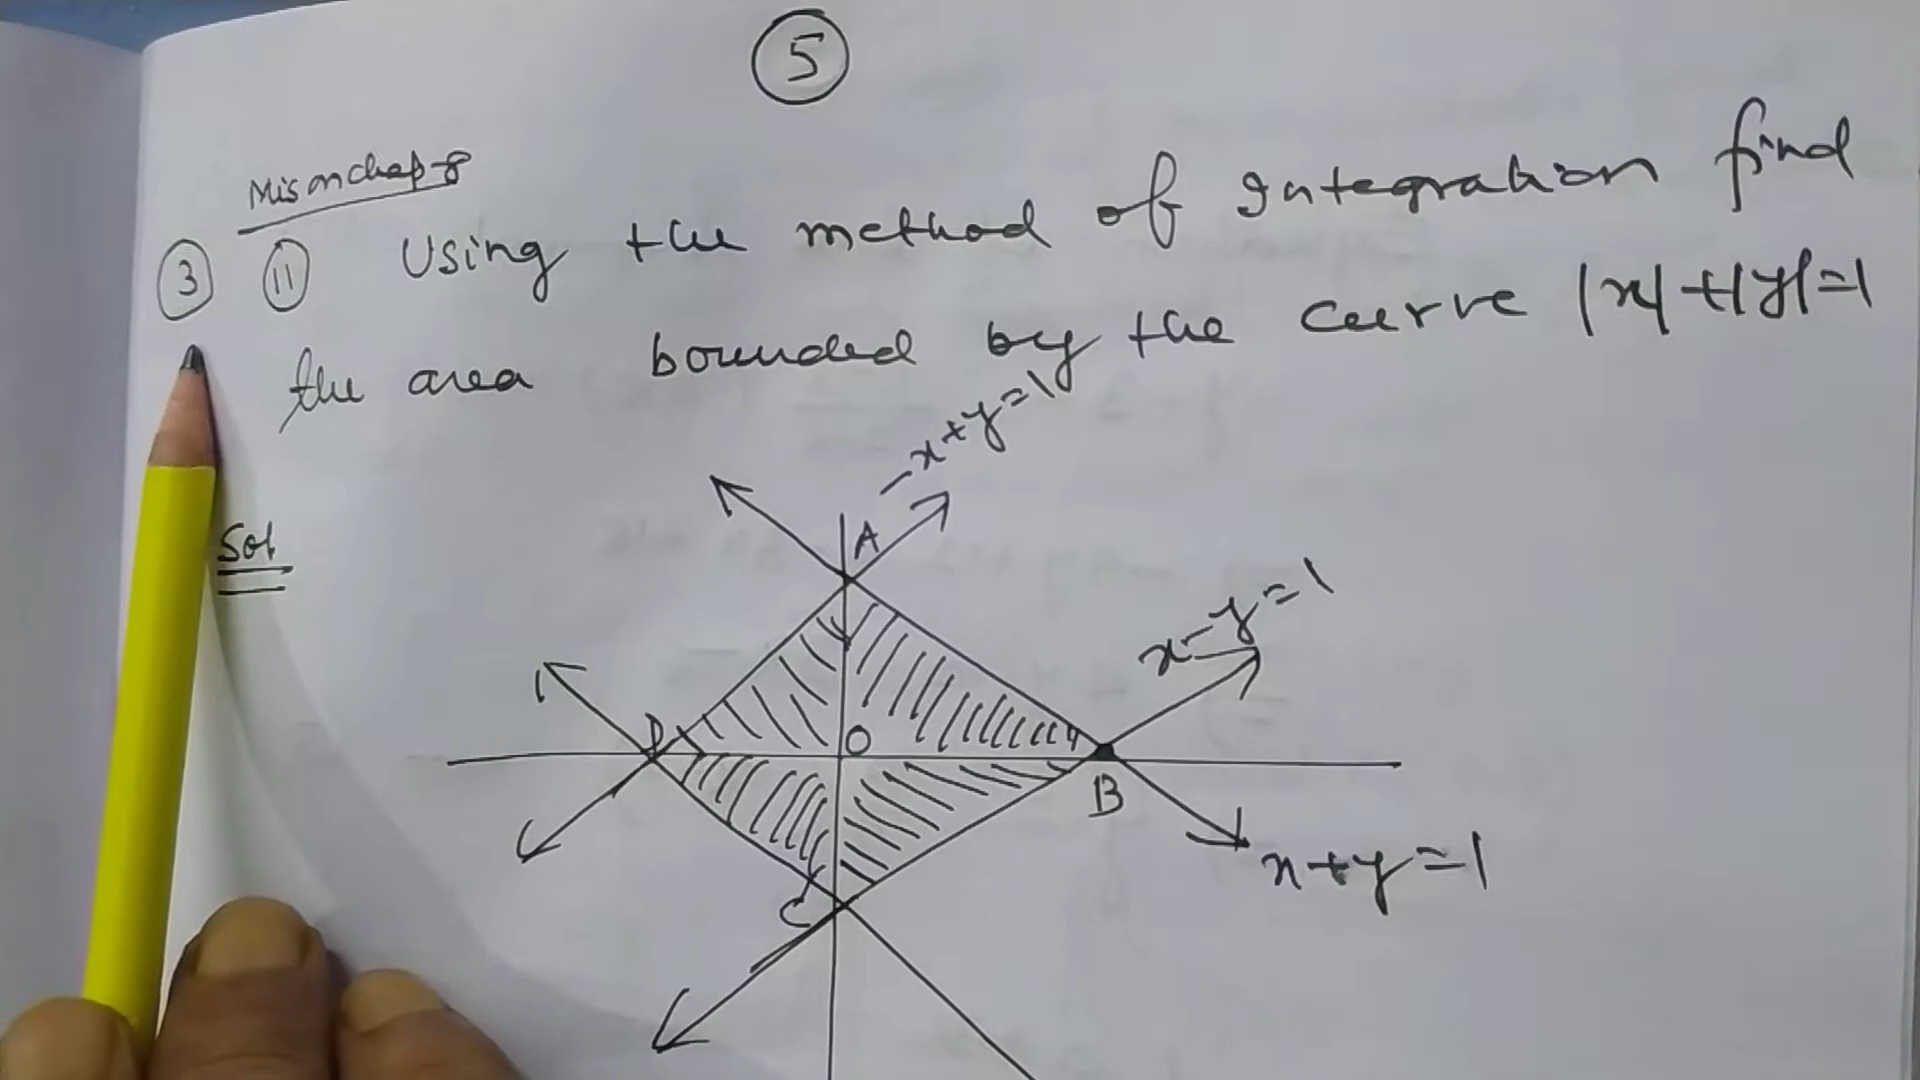 5
Mis on chap-8
3 11 Using the method of Integration find
the area bounded by the curve |x|+|y|=1
-x+y=1
Sol
A
x-y=1
D O
B
x+y=1
C